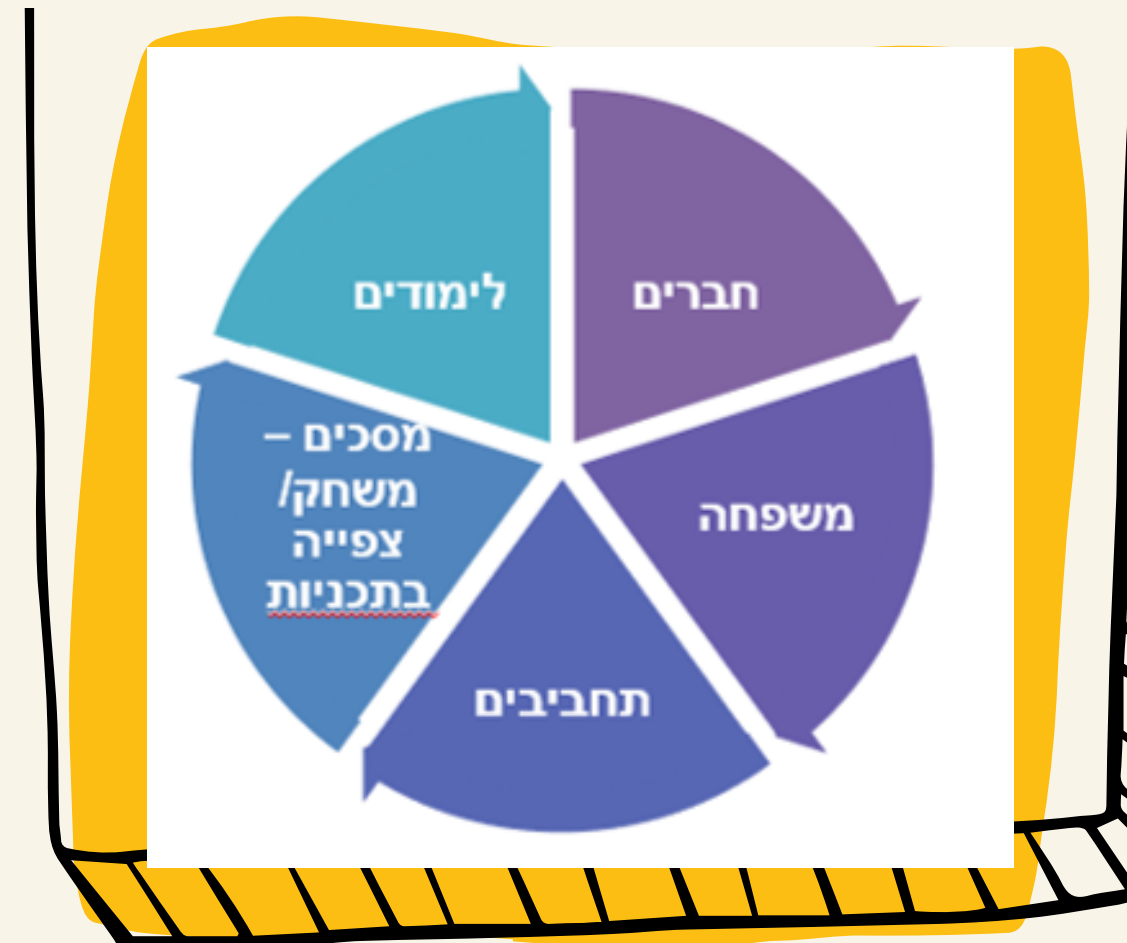 חברים
לימודים
משפחה
תחביבים
מסכים –
משחק/
צפייה
בתכניות